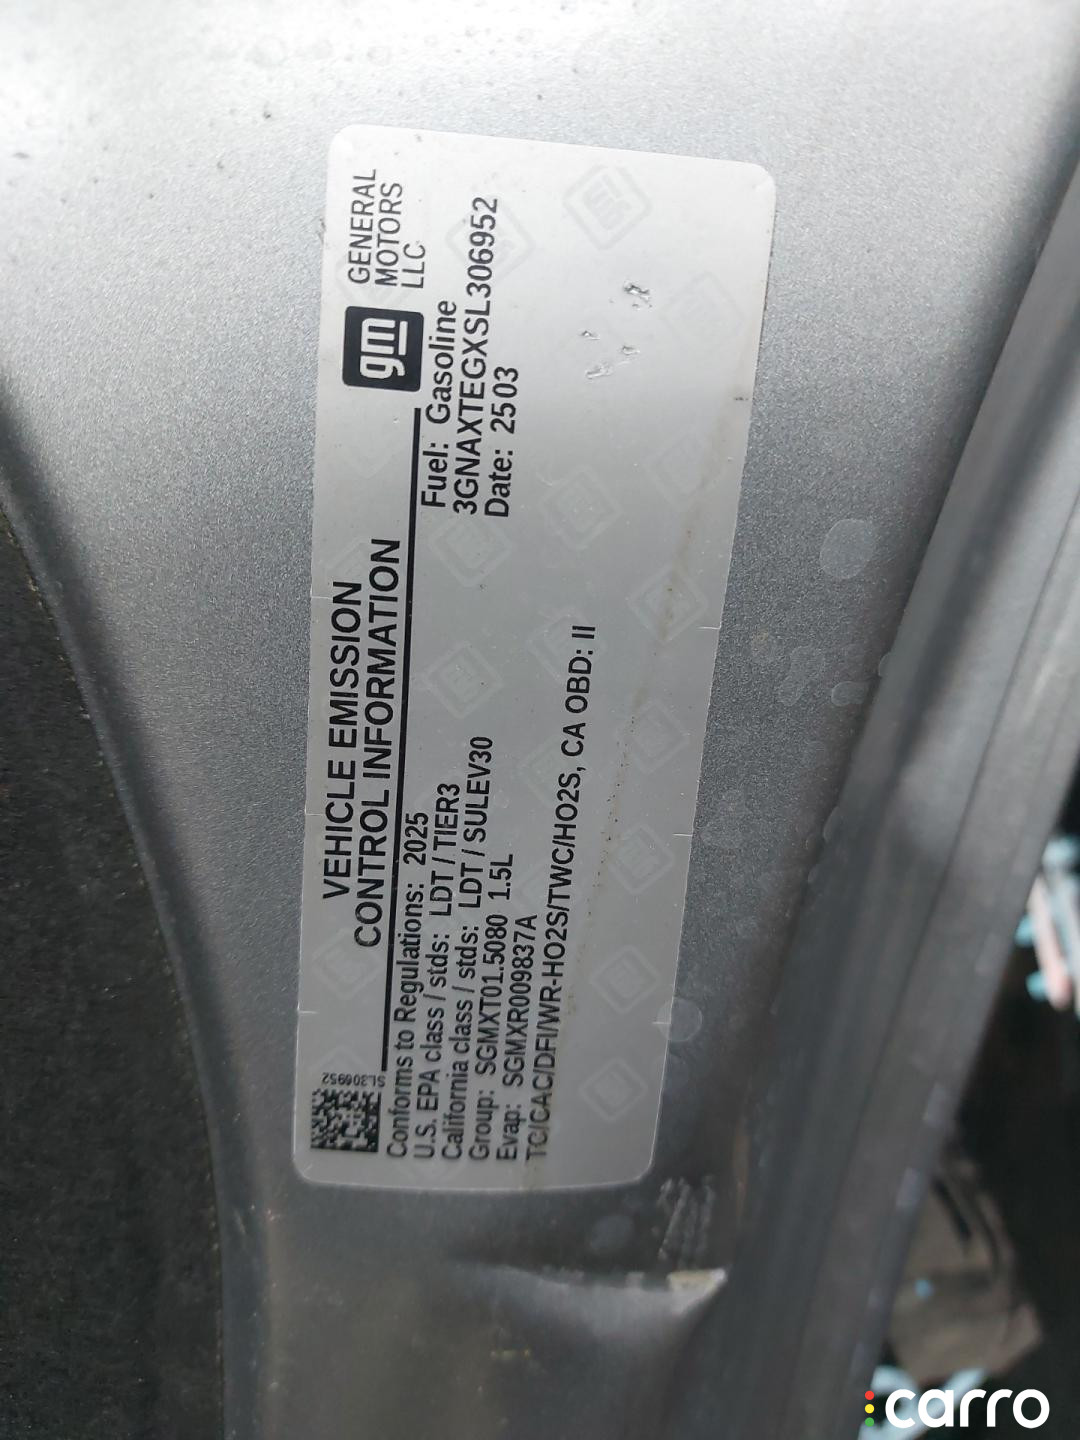 VEHICLE EMISSION
CONTROL INFORMATION
gm
GENERAL
MOTORS
LLC
SL306952
Conforms to Regulations: 2025
U.S. EPA class / stds: LDT / TIER3
California class / stds: LDT / SULEV30
Group: SGMXT01.5080 1.5L
Evap: SGMXR009837A
TC/CAC/DFI/WR-HO2S/TWC/HO2S, CA OBD: II
Fuel: Gasoline
3GNAXTEGXSL306952
Date: 2503
carro